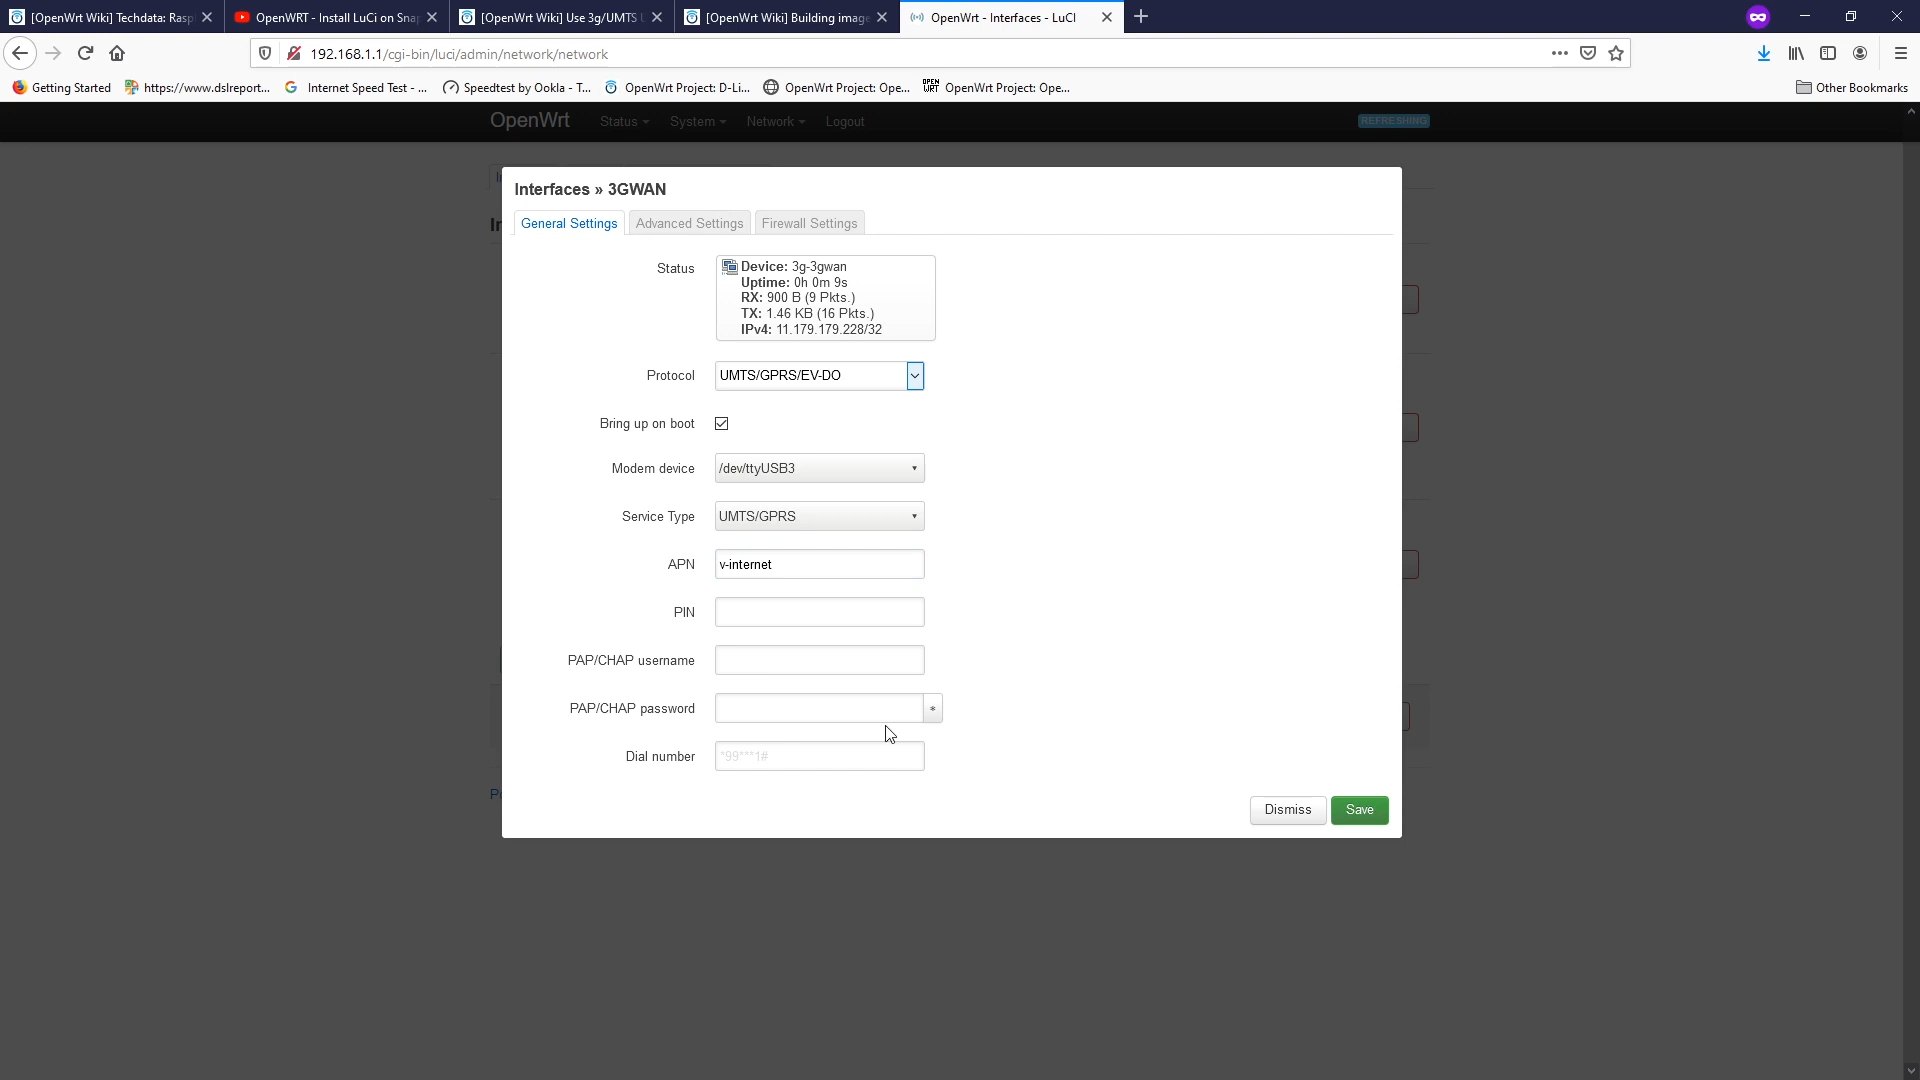 [OpenWrt Wiki] Techdata: Rasp
OpenWRT - Install LuCi on Snap
[OpenWrt Wiki] Use 3g/UMTS U
[OpenWrt Wiki] Building image
OpenWrt - Interfaces - LuCI
192.168.1.1/cgi-bin/luci/admin/network/network
Getting Started
https://www.dslreport...
Internet Speed Test - ...
Speedtest by Ookla - T...
OpenWrt Project: D-Li...
OpenWrt Project: Ope...
OpenWrt Project: Ope...
Other Bookmarks
OpenWrt
Status
System
Network
Logout
REFRESHING
Interfaces » 3GWAN
General Settings
Advanced Settings
Firewall Settings
Status
Device: 3g-3gwan
Uptime: 0h 0m 9s
RX: 900 B (9 Pkts.)
TX: 1.46 KB (16 Pkts.)
IPv4: 11.179.179.228/32
Protocol
UMTS/GPRS/EV-DO
Bring up on boot
Modem device
/dev/ttyUSB3
Service Type
UMTS/GPRS
APN
v-internet
PIN
PAP/CHAP username
PAP/CHAP password
*
Dial number
*99***1#
Dismiss
Save